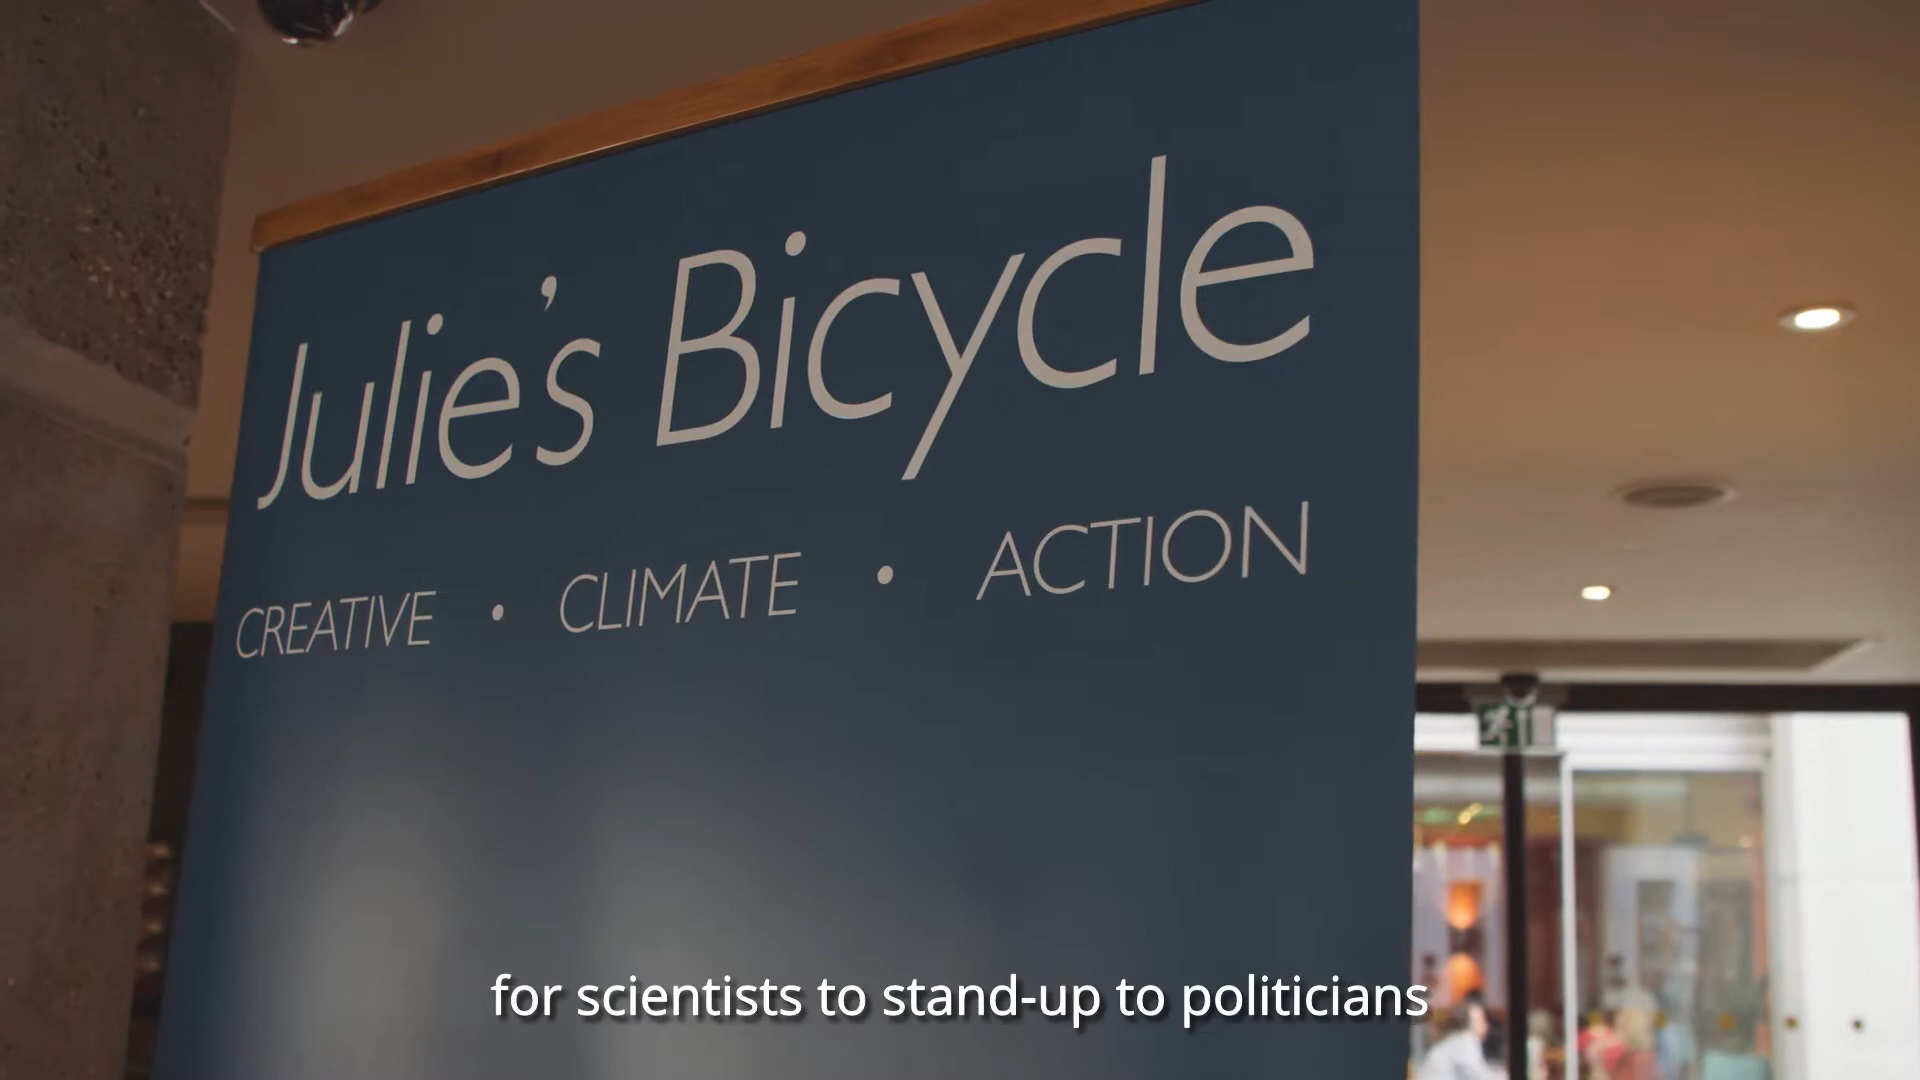 Julie's Bicycle
CREATIVE • CLIMATE • ACTION
for scientists to stand-up to politicians